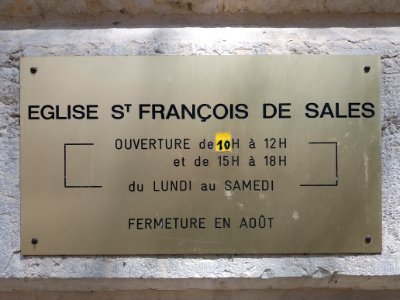 EGLISE ST FRANÇOIS DE SALES
OUVERTURE de 10H à 12H
et de 15H à 18H
du LUNDI au SAMEDI
FERMETURE EN AOÛT